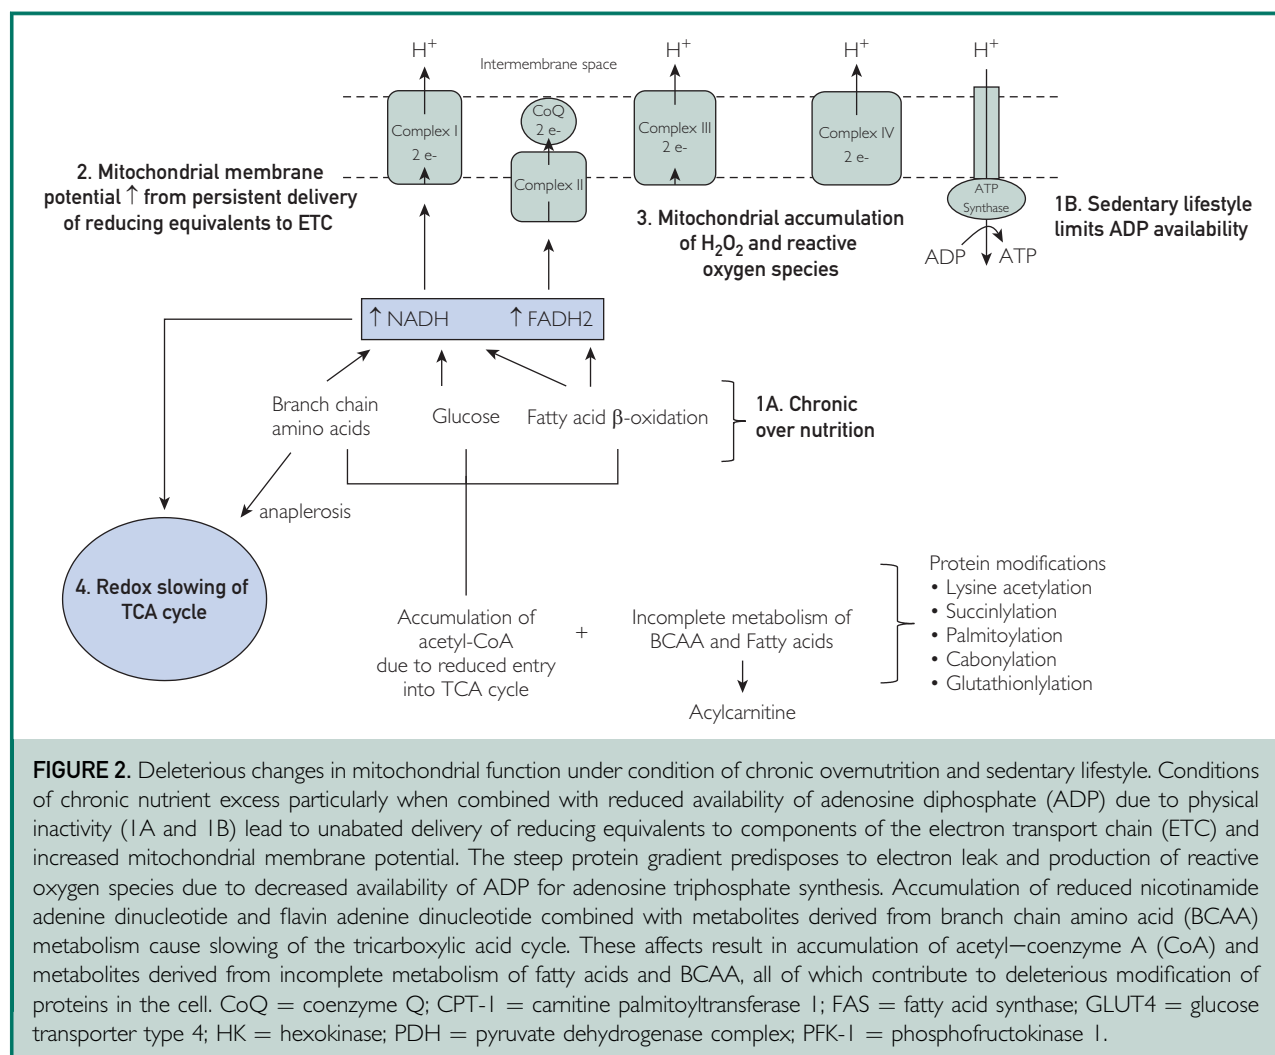 H+
H+
H+
H+
Intermembrane space
CoQ
2 e-
Complex I
2 e-
Complex II
Complex III
2 e-
Complex IV
2 e-
ATP
Synthase
ADP
ATP
2. Mitochondrial membrane
potential ↑ from persistent delivery
of reducing equivalents to ETC
3. Mitochondrial accumulation
of H2O2 and reactive
oxygen species
1B. Sedentary lifestyle
limits ADP availability
↑ NADH
↑ FADH2
Branch chain
amino acids
Glucose
Fatty acid β-oxidation
1A. Chronic
over nutrition
anaplerosis
4. Redox slowing of
TCA cycle
Accumulation of
acetyl-CoA
due to reduced entry
into TCA cycle
+
Incomplete metabolism of
BCAA and Fatty acids
Acylcarnitine
Protein modifications
• Lysine acetylation
• Succinlylation
• Palmitoylation
• Cabonylation
• Glutathionlylation
FIGURE 2. Deleterious changes in mitochondrial function under condition of chronic overnutrition and sedentary lifestyle. Conditions
of chronic nutrient excess particularly when combined with reduced availability of adenosine diphosphate (ADP) due to physical
inactivity (1A and 1B) lead to unabated delivery of reducing equivalents to components of the electron transport chain (ETC) and
increased mitochondrial membrane potential. The steep protein gradient predisposes to electron leak and production of reactive
oxygen species due to decreased availability of ADP for adenosine triphosphate synthesis. Accumulation of reduced nicotinamide
adenine dinucleotide and flavin adenine dinucleotide combined with metabolites derived from branch chain amino acid (BCAA)
metabolism cause slowing of the tricarboxylic acid cycle. These affects result in accumulation of acetyl–coenzyme A (CoA) and
metabolites derived from incomplete metabolism of fatty acids and BCAA, all of which contribute to deleterious modification of
proteins in the cell. CoQ = coenzyme Q; CPT-1 = carnitine palmitoyltransferase 1; FAS = fatty acid synthase; GLUT4 = glucose
transporter type 4; HK = hexokinase; PDH = pyruvate dehydrogenase complex; PFK-1 = phosphofructokinase 1.